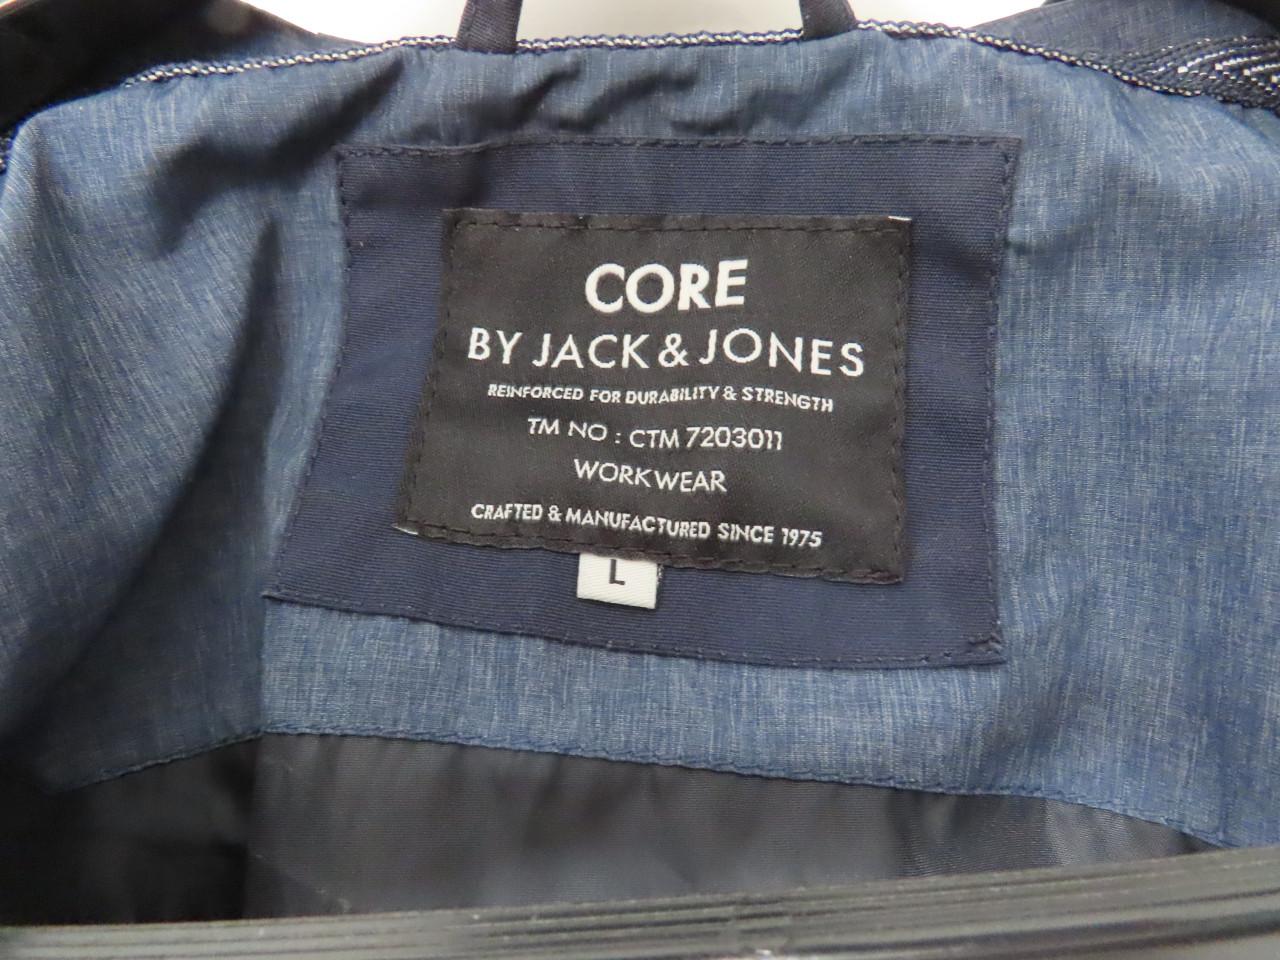 CORE
BY JACK & JONES
REINFORCED FOR DURABILITY & STRENGTH
TM NO : CTM 7203011
WORKWEAR
CRAFTED & MANUFACTURED SINCE 1975
L